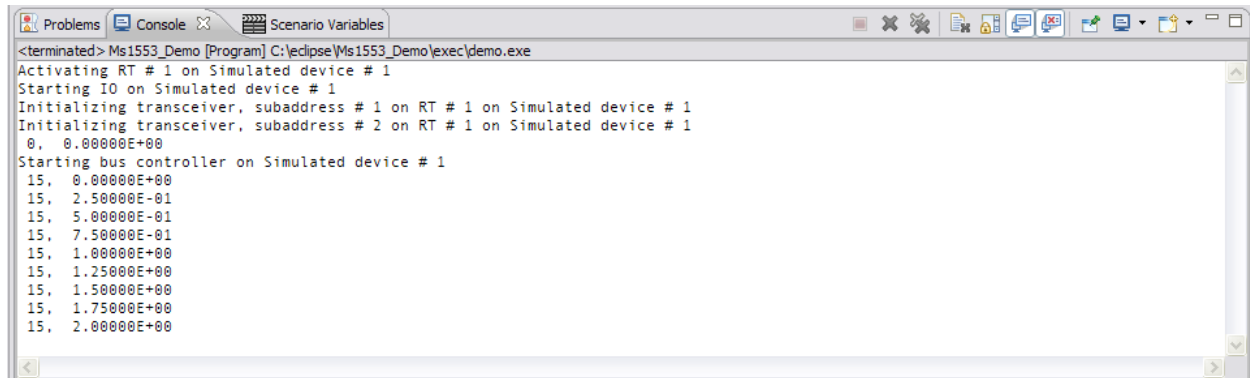 Problems Console Scenario Variables
<terminated> Ms1553_Demo [Program] C:\eclipse\Ms1553_Demo\exec\demo.exe
Activating RT # 1 on Simulated device # 1
Starting IO on Simulated device # 1
Initializing transceiver, subaddress # 1 on RT # 1 on Simulated device # 1
Initializing transceiver, subaddress # 2 on RT # 1 on Simulated device # 1
0, 0.00000E+00
Starting bus controller on Simulated device # 1
15, 0.00000E+00
15, 2.50000E-01
15, 5.00000E-01
15, 7.50000E-01
15, 1.00000E+00
15, 1.25000E+00
15, 1.50000E+00
15, 1.75000E+00
15, 2.00000E+00